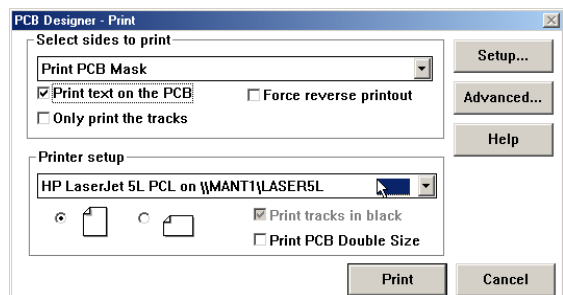 PCB Designer - Print
Select sides to print
Print PCB Mask
Print text on the PCB
Force reverse printout
Only print the tracks
Setup...
Advanced...
Help
Printer setup
HP LaserJet 5L PCL on \\MANT1\LASER5L
Print tracks in black
Print PCB Double Size
Print
Cancel